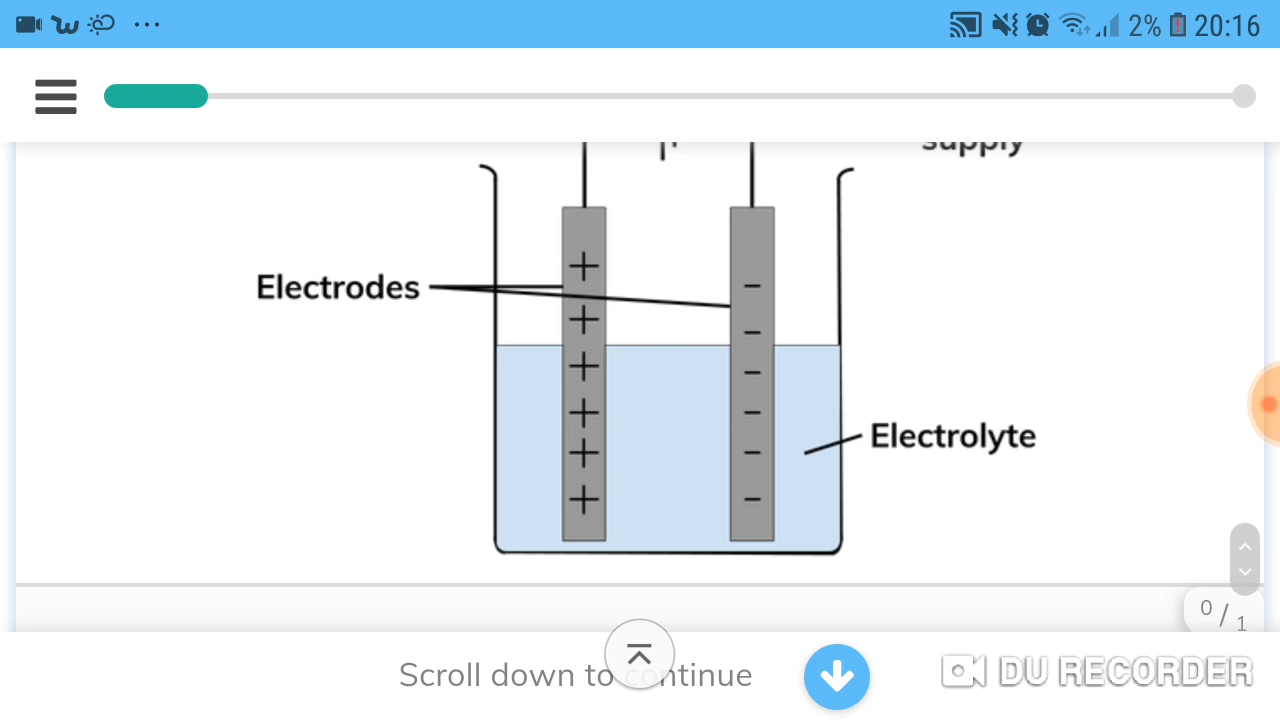 2% 20:16
supply
Electrodes
Electrolyte
0 / 1
Scroll down to continue
DU RECORDER